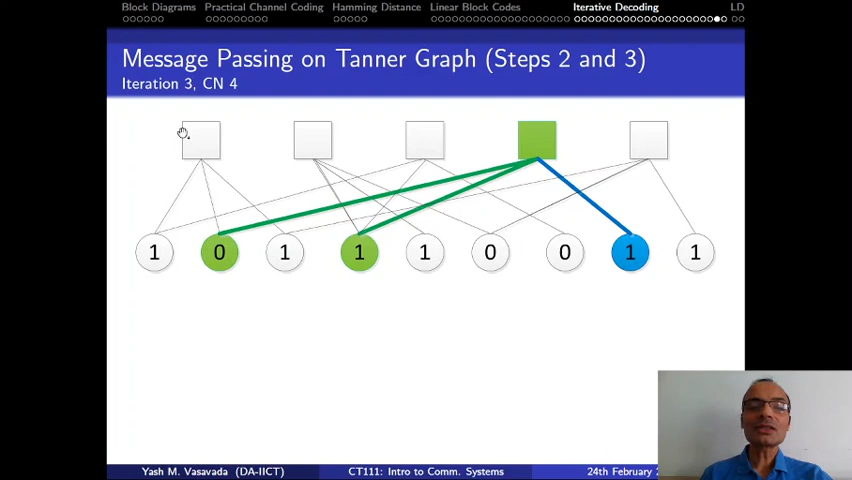 Block Diagrams Practical Channel Coding Hamming Distance Linear Block Codes Iterative Decoding LD
Message Passing on Tanner Graph (Steps 2 and 3)
Iteration 3, CN 4
1 0 1 1 1 0 0 1 1
Yash M. Vasavada (DA-IICT) CT111: Intro to Comm. Systems 24th February